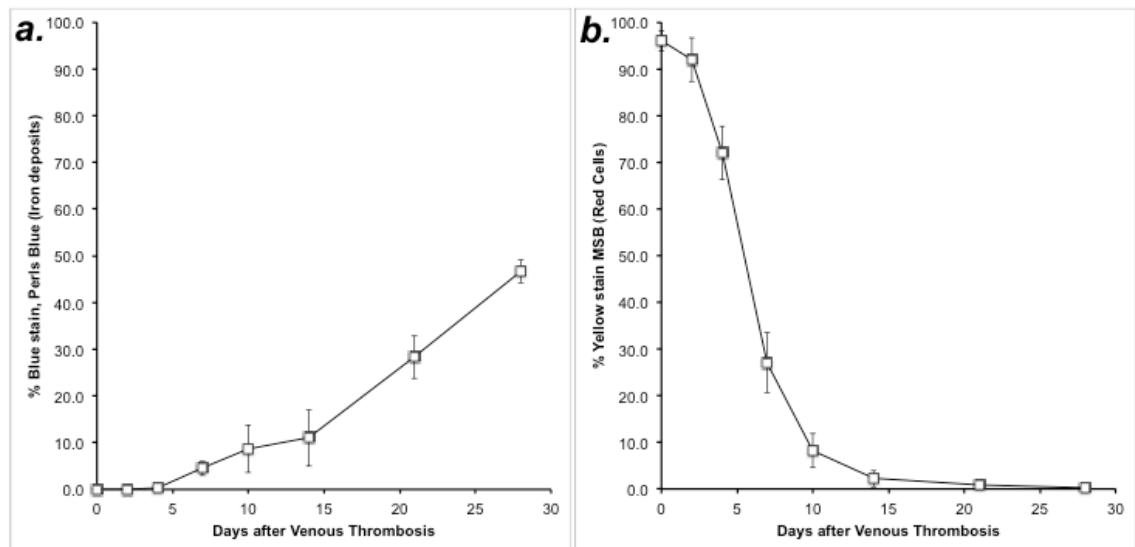 a.
% Blue stain, Perls Blue (Iron deposits)
100.0
90.0
80.0
70.0
60.0
50.0
40.0
30.0
20.0
10.0
0.0
0 5 10 15 20 25 30
Days after Venous Thrombosis
b.
% Yellow stain MSB (Red Cells)
100.0
90.0
80.0
70.0
60.0
50.0
40.0
30.0
20.0
10.0
0.0
0 5 10 15 20 25 30
Days after Venous Thrombosis